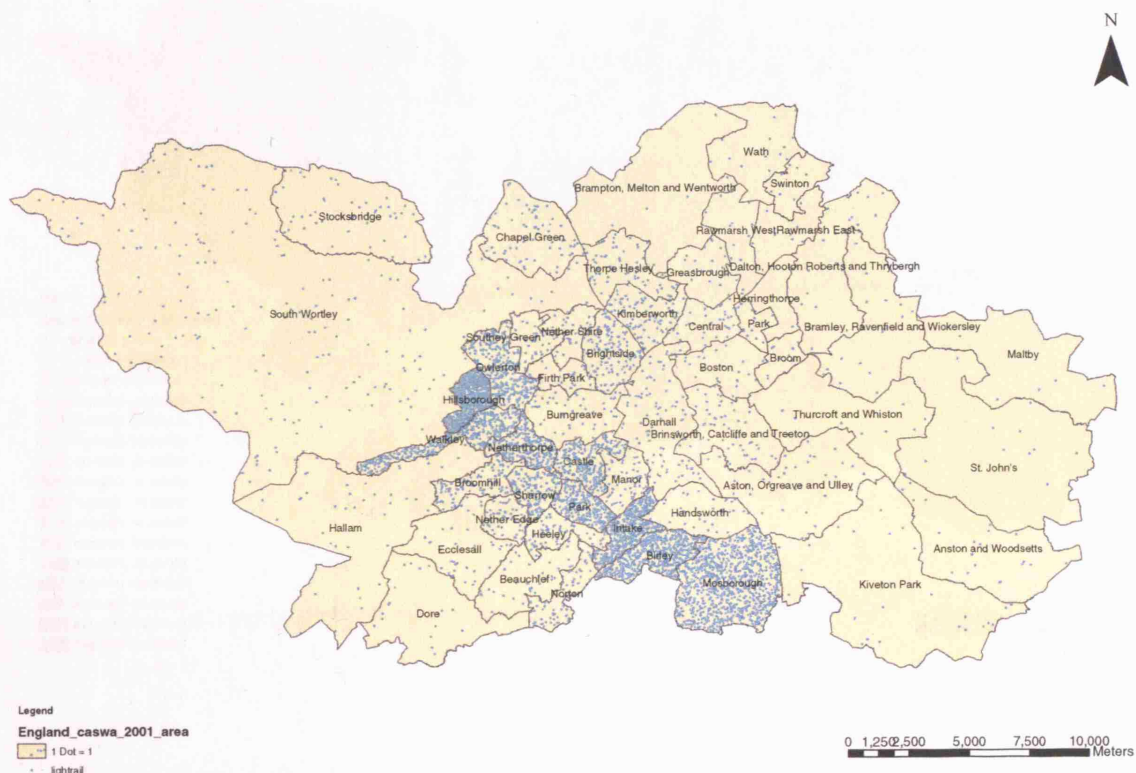 N
Wath
Swinton
Brampton, Melton and Wentworth
Stocksbridge
Rawmarsh West
Rawmarsh East
Chapel Green
Thorpe Hesley
Greasbrough
Dalton, Hooton Roberts and Thrybergh
Herringthorpe
South Wortley
Kimberworth
Central
Park
Bramley, Ravenfield and Wickersley
Nether Shire
Southey Green
Brightside
Maltby
Owlerton
Firth Park
Boston
Broom
Hillsborough
Burngreave
Darnall
Thurcroft and Whiston
Brinsworth, Catcliffe and Treeton
Walkley
Netherthorpe
Castle
St. John's
Broomhill
Manor
Aston, Orgreave and Ulley
Sharrow
Park
Handsworth
Hallam
Nether Edge
Heeley
Intake
Ecclesall
Birley
Anston and Woodsetts
Beauchief
Mosborough
Kiveton Park
Norton
Dore
Legend
England_caswa_2001_area
1 Dot = 1
lightrail
0 1,250 2,500 5,000 7,500 10,000
Meters